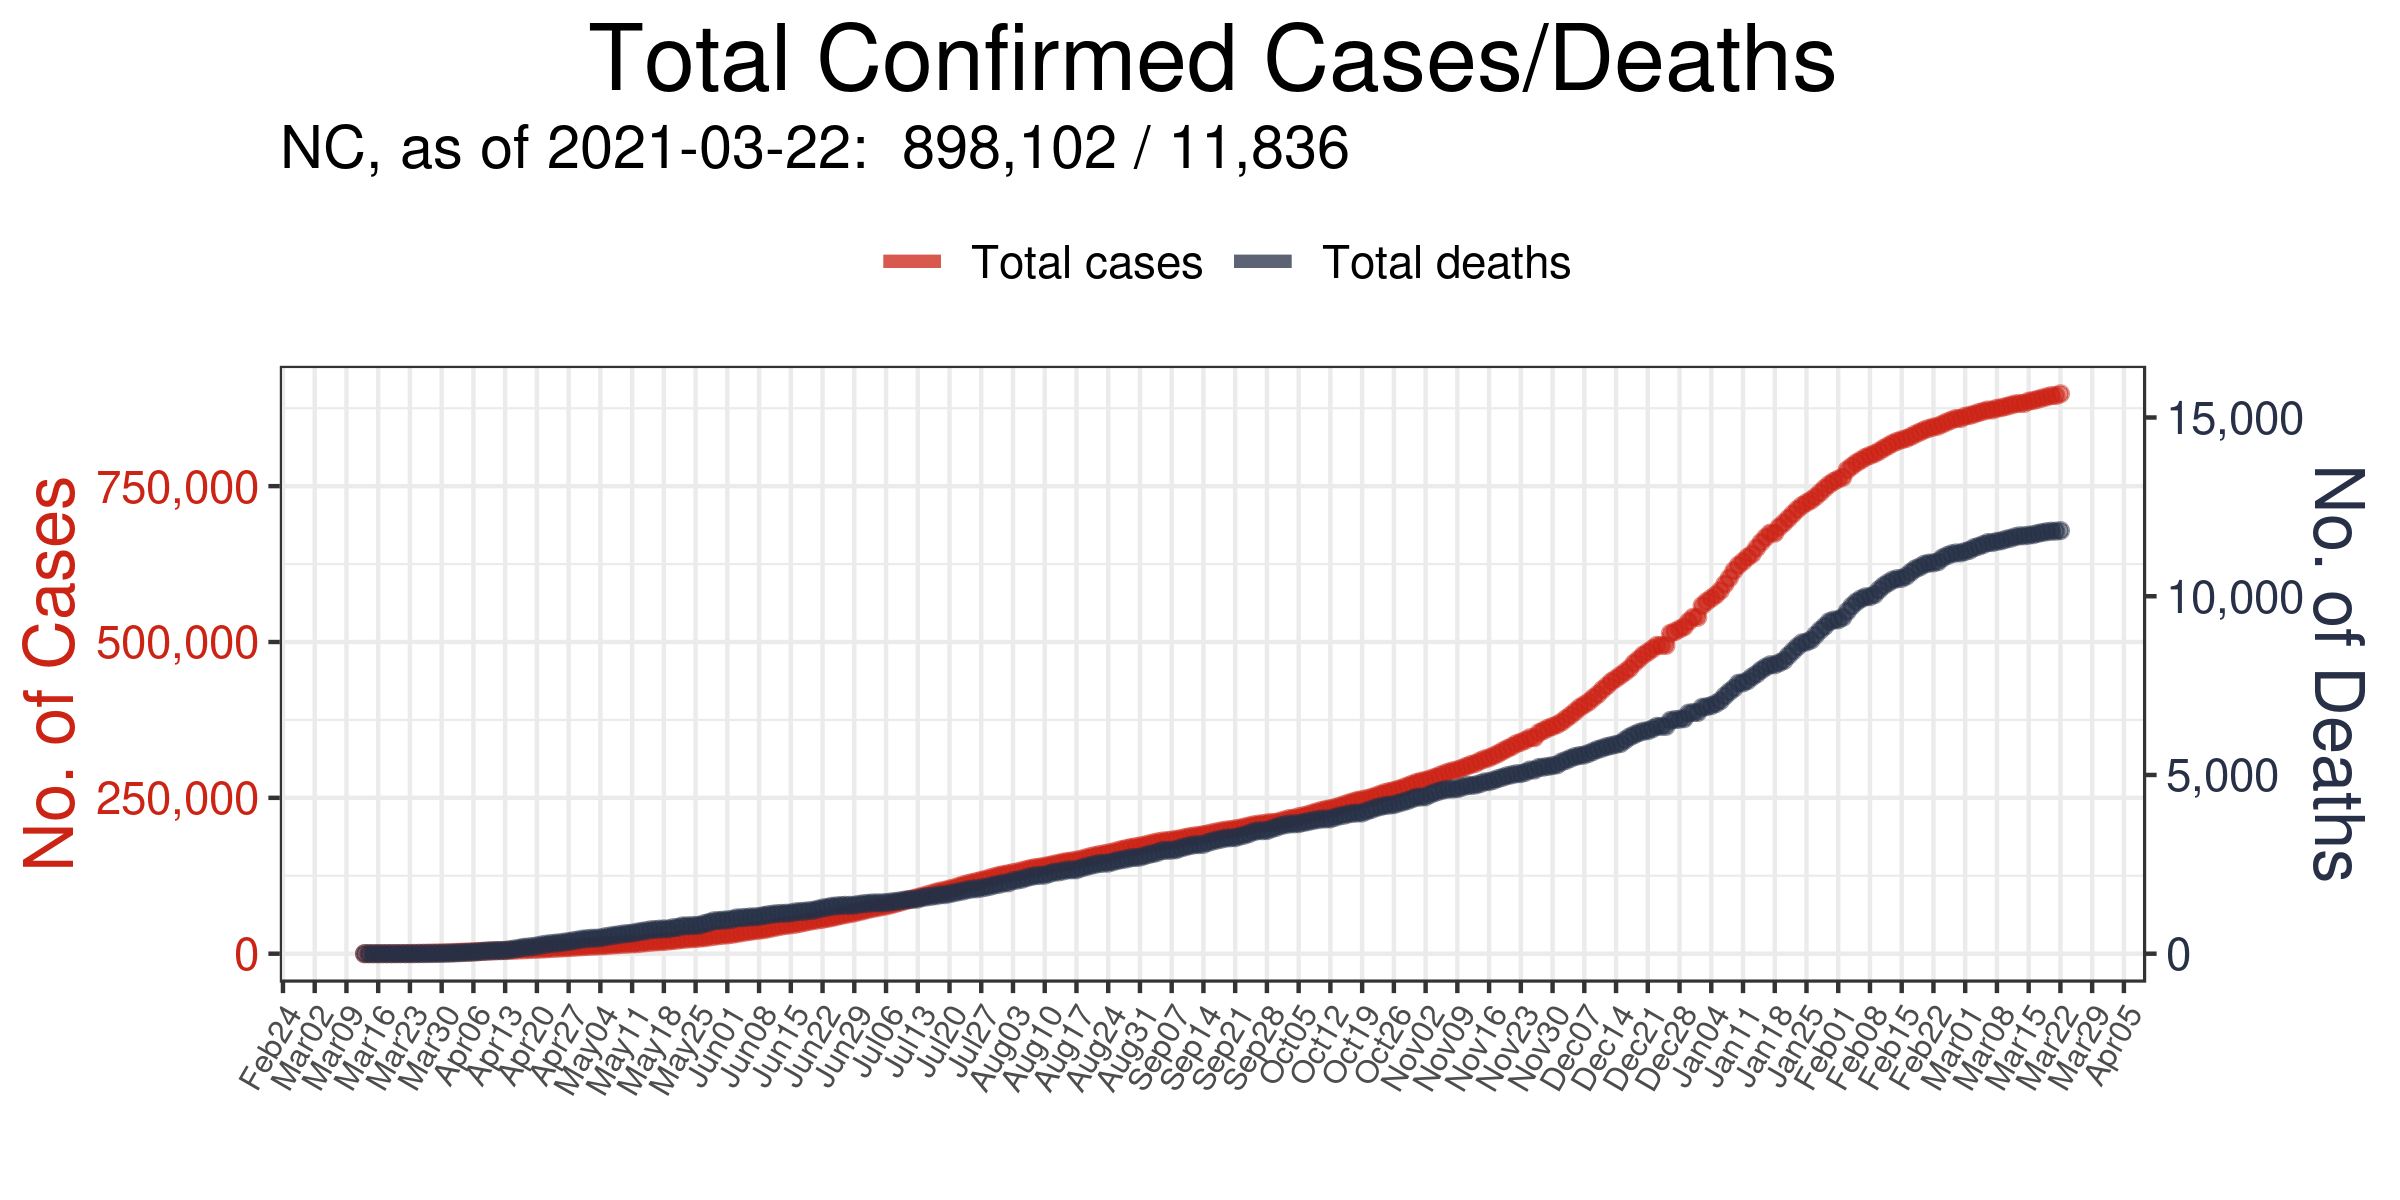 Total Confirmed Cases/Deaths
NC, as of 2021-03-22:  898,102 / 11,836
Total cases
Total deaths
No. of Cases
750,000
500,000
250,000
0
15,000
10,000
5,000
0
No. of Deaths
Feb24
Mar02
Mar09
Mar16
Mar23
Mar30
Apr06
Apr13
Apr20
Apr27
May04
May11
May18
May25
Jun01
Jun08
Jun15
Jun22
Jun29
Jul06
Jul13
Jul20
Jul27
Aug03
Aug10
Aug17
Aug24
Aug31
Sep07
Sep14
Sep21
Sep28
Oct05
Oct12
Oct19
Oct26
Nov02
Nov09
Nov16
Nov23
Nov30
Dec07
Dec14
Dec21
Dec28
Jan04
Jan11
Jan18
Jan25
Feb01
Feb08
Feb15
Feb22
Mar01
Mar08
Mar15
Mar22
Mar29
Apr05